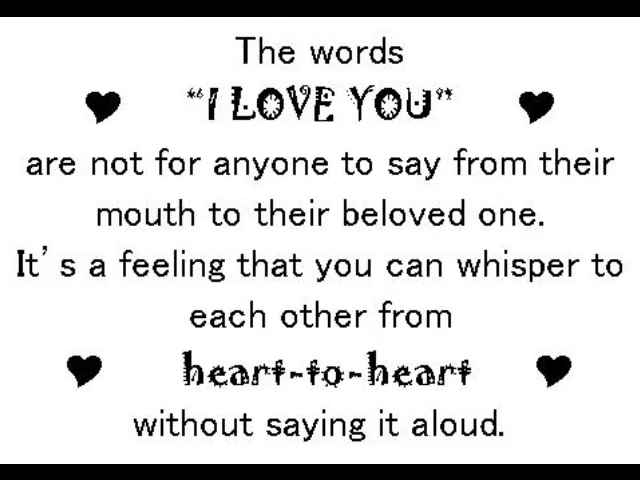 The words
"I LOVE YOU"
are not for anyone to say from their
mouth to their beloved one.
It's a feeling that you can whisper to
each other from
heart-to-heart
without saying it aloud.